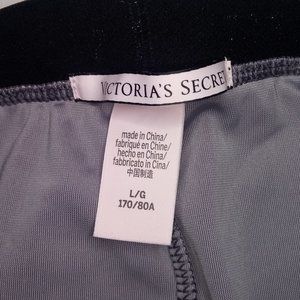 VICTORIA'S SECRET
made in China/
fabriqué en Chine/
hecho en China/
fabbricato in Cina/
中国制造
L/G
170/80A